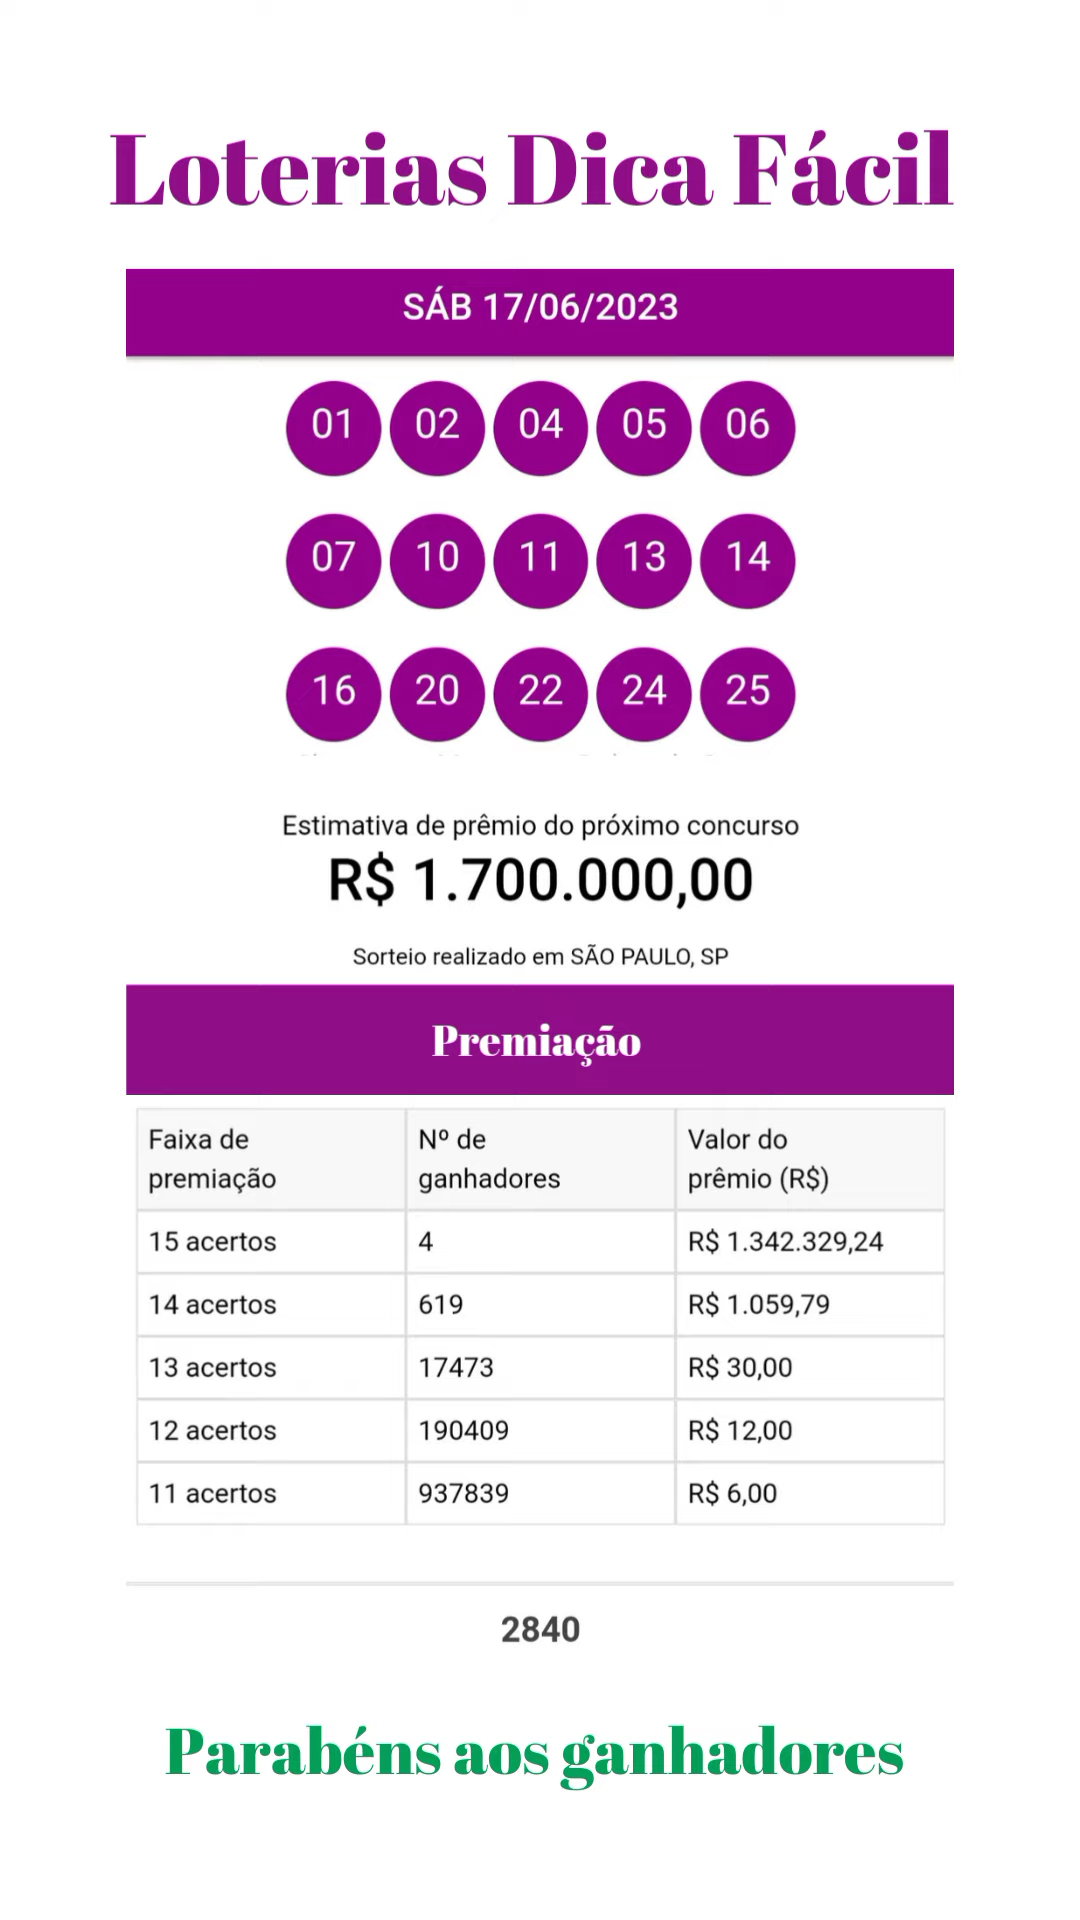 Loterias Dica Fácil
SÁB 17/06/2023
01 02 04 05 06
07 10 11 13 14
16 20 22 24 25
Estimativa de prêmio do próximo concurso
R$ 1.700.000,00
Sorteio realizado em SÃO PAULO, SP
Premiação
Faixa de premiação Nº de ganhadores Valor do prêmio (R$)
15 acertos 4 R$ 1.342.329,24
14 acertos 619 R$ 1.059,79
13 acertos 17473 R$ 30,00
12 acertos 190409 R$ 12,00
11 acertos 937839 R$ 6,00
2840
Parabéns aos ganhadores